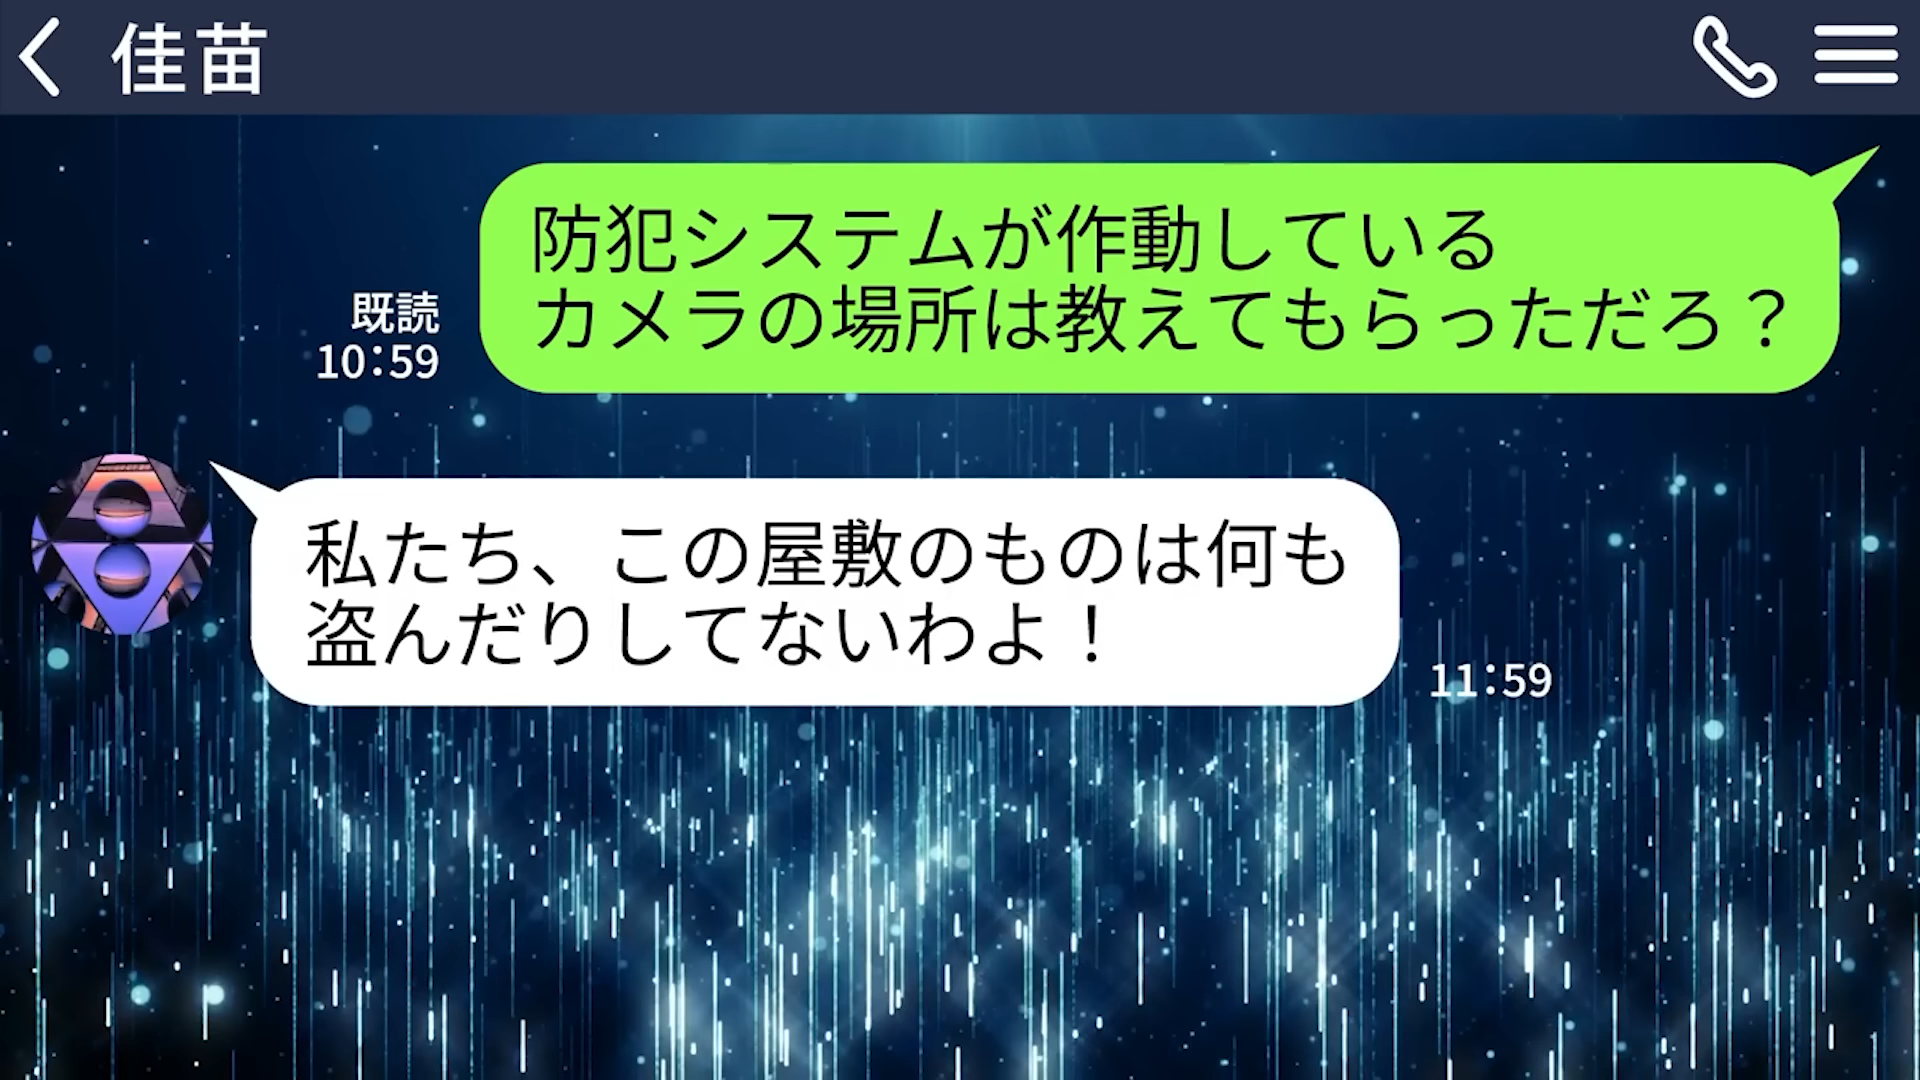 佳苗
防犯システムが作動している
カメラの場所は教えてもらっただろ？
既読
10:59
私たち、この屋敷のものは何も
盗んだりしてないわよ！
11:59